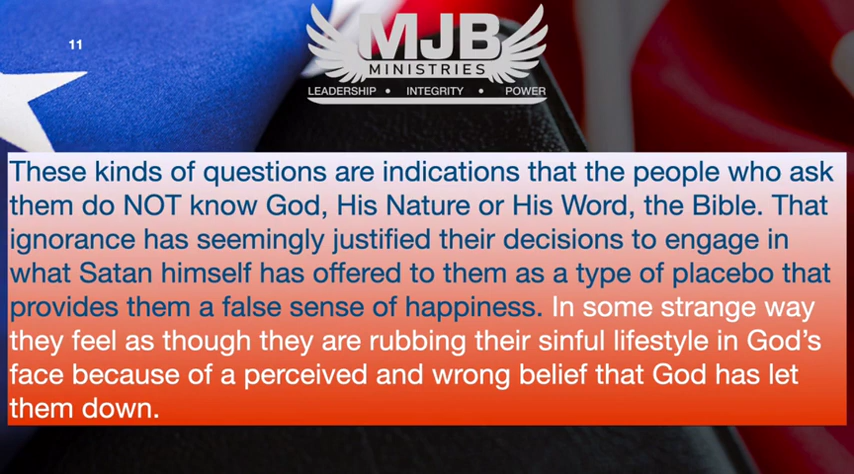 11
MJB
MINISTRIES
LEADERSHIP • INTEGRITY • POWER
These kinds of questions are indications that the people who ask
them do NOT know God, His Nature or His Word, the Bible. That
ignorance has seemingly justified their decisions to engage in
what Satan himself has offered to them as a type of placebo that
provides them a false sense of happiness. In some strange way
they feel as though they are rubbing their sinful lifestyle in God’s
face because of a perceived and wrong belief that God has let
them down.